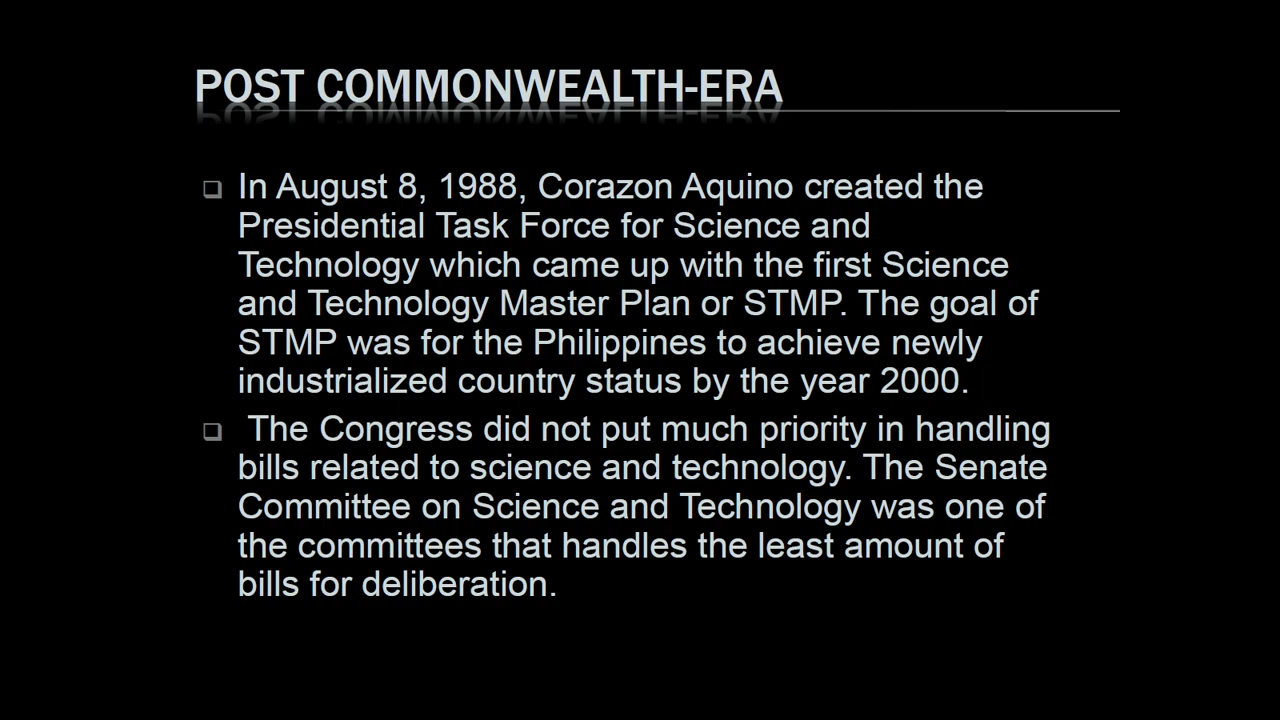 POST COMMONWEALTH-ERA
In August 8, 1988, Corazon Aquino created the
Presidential Task Force for Science and
Technology which came up with the first Science
and Technology Master Plan or STMP. The goal of
STMP was for the Philippines to achieve newly
industrialized country status by the year 2000.
The Congress did not put much priority in handling
bills related to science and technology. The Senate
Committee on Science and Technology was one of
the committees that handles the least amount of
bills for deliberation.